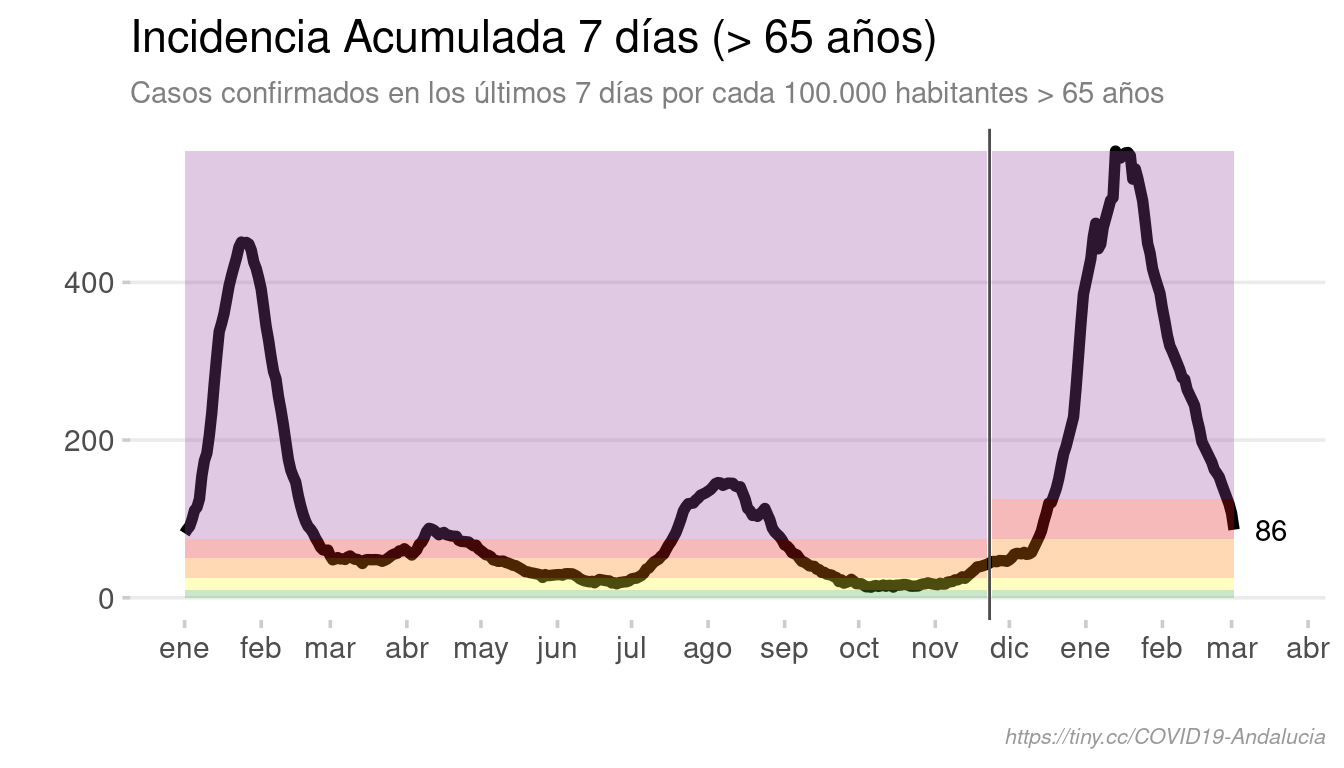 Incidencia Acumulada 7 días (> 65 años)
Casos confirmados en los últimos 7 días por cada 100.000 habitantes > 65 años
400
200
0
86
ene feb mar abr may jun jul ago sep oct nov dic ene feb mar abr
https://tiny.cc/COVID19-Andalucia